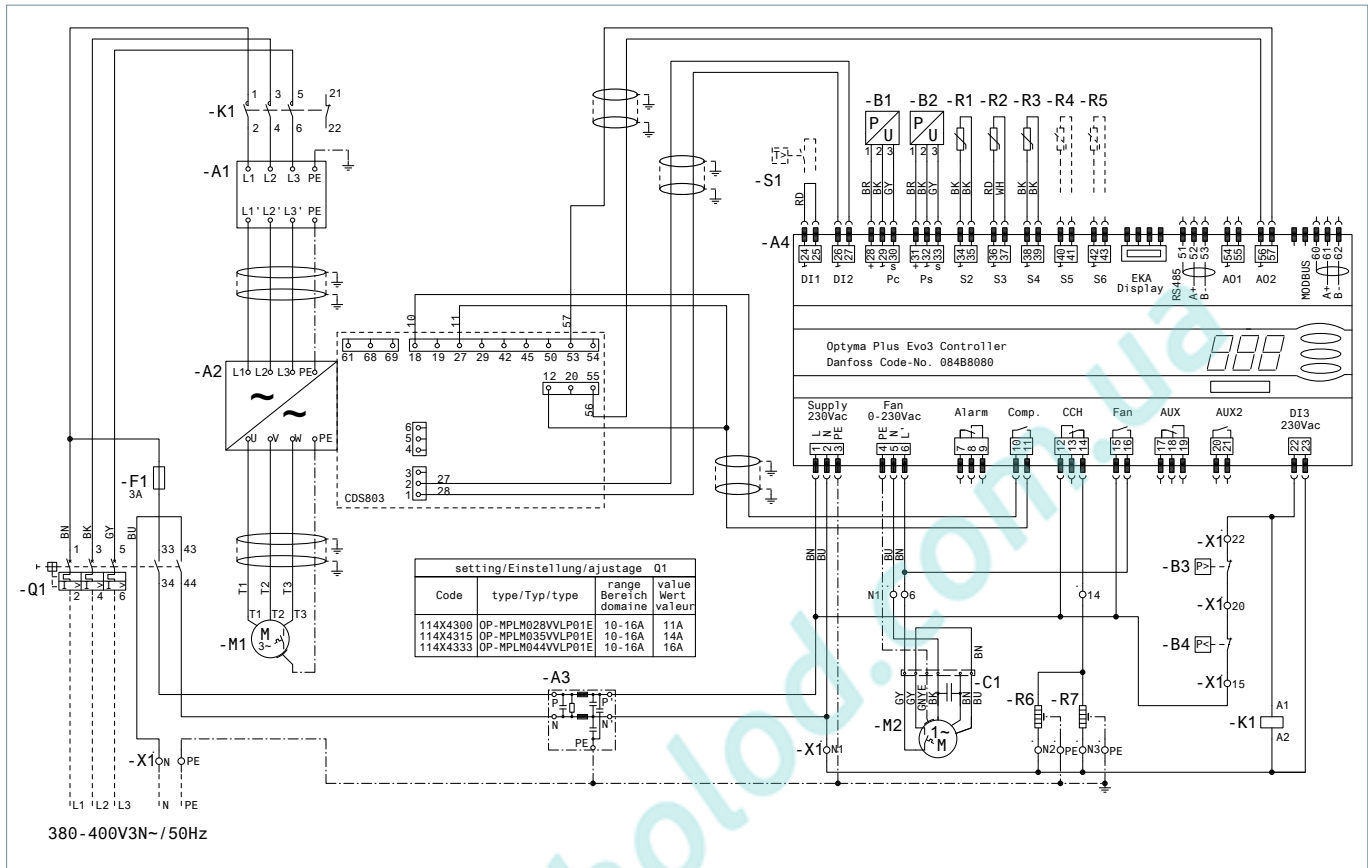 1 3 5 21
-K1
2 4 6 22
-A1
L1 L2 L3 PE
L1' L2' L3' PE
-A2
L1 L2 L3 PE
~
~
U V W PE
61 68 69 18 19 27 29 42 45 50 53 54
10 11 57
12 20 55
56
6
5
4
3
2
1
27
28
CDS803
-F1
3A
BN BK GY BU
1 3 5 33 43
-Q1
I> I> I>
2 4 6 34 44
T1 T2 T3
T1 T2 T3
-M1
M
3~
setting/Einstellung/ajustage Q1
Code type/Typ/type range Bereich domaine value Wert valeur
114X4300 OP-MPLM028VVLP01E 10-16A 11A
114X4315 OP-MPLM035VVLP01E 10-16A 14A
114X4333 OP-MPLM044VVLP01E 10-16A 16A
-A3
P P'
N N'
PE
-X1 N PE
L1 L2 L3 N PE
380-400V3N~/50Hz
-B1 -B2 -R1 -R2 -R3 -R4 -R5
P U P U
T>
-S1
1 2 3 1 2 3
RD BR BK GY BR BK GY BK BK RD WH BK BK
-A4
24 25 26 27 28 29 30 31 32 33 34 35 36 37 38 39 40 41 42 43 51 52 53 54 55 56 57 60 61 62
+ s + s
DI1 DI2 Pc Ps S2 S3 S4 S5 S6 EKA Display RS485 A+ B- AO1 AO2 MODBUS A+ B-
Optyma Plus Evo3 Controller
Danfoss Code-No. 084B8080
Supply 230Vac
Fan 0-230Vac
Alarm Comp. CCH Fan AUX AUX2
DI3 230Vac
L N PE PE N L'
1 2 3 4 5 6 7 8 9 10 11 12 13 14 15 16 17 18 19 20 21 22 23
BN BU BU BN
N1 6 14
-X1 22
-B3 P>
-X1 20
-B4 P<
-X1 15
BN
-C1
GY GY GNYE BK BN BU
-M2
1~
M
-R6 -R7
-K1 A1
A2
-X1 N1 N2 PE N3 PE
holod.com.ua